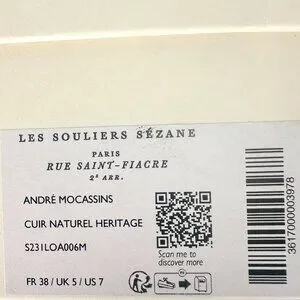 LES SOULIERS SÉZANE
PARIS
RUE SAINT-FIACRE
2ᵉ ARR.
ANDRÉ MOCASSINS
CUIR NATUREL HERITAGE
S231LOA006M
Scan me to
discover more
FR 38 / UK 5 / US 7
3617000003978